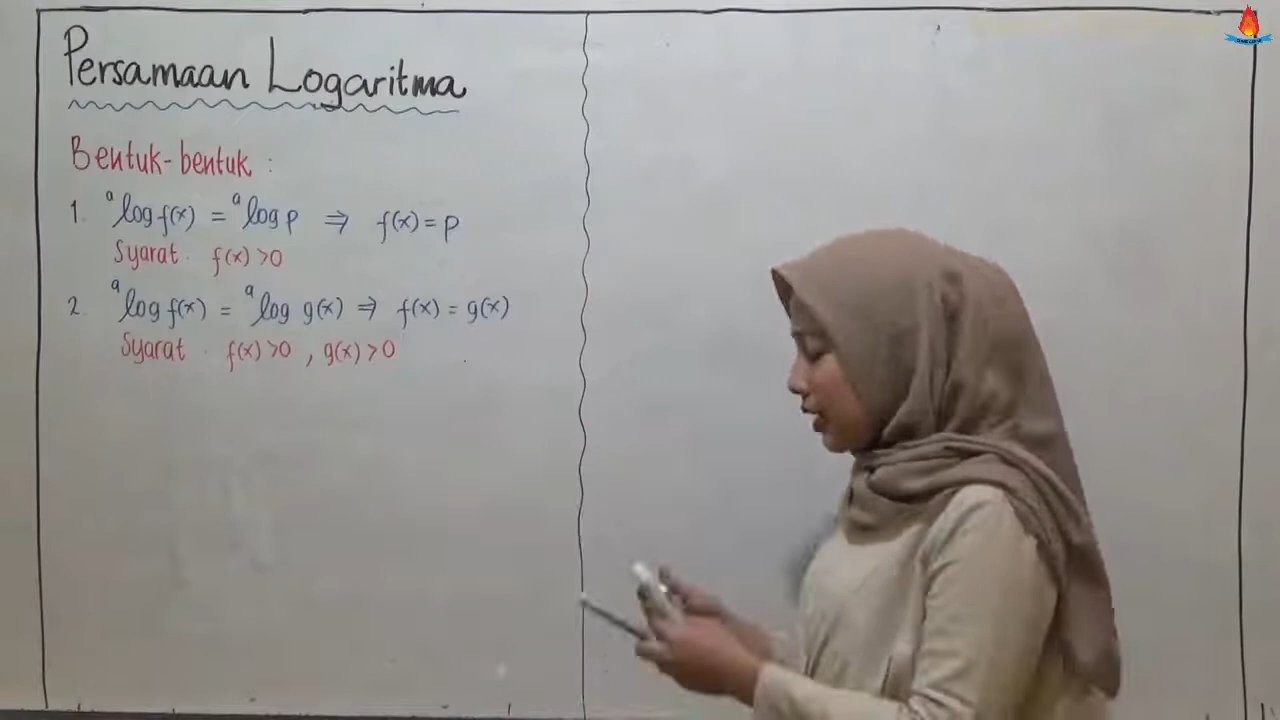 Persamaan Logaritma
Bentuk-bentuk :
1. ᵃlog f(x) = ᵃlog p ⇒ f(x) = p
Syarat : f(x) >0
2. ᵃlog f(x) = ᵃlog g(x) ⇒ f(x) = g(x)
Syarat : f(x) >0 , g(x) >0